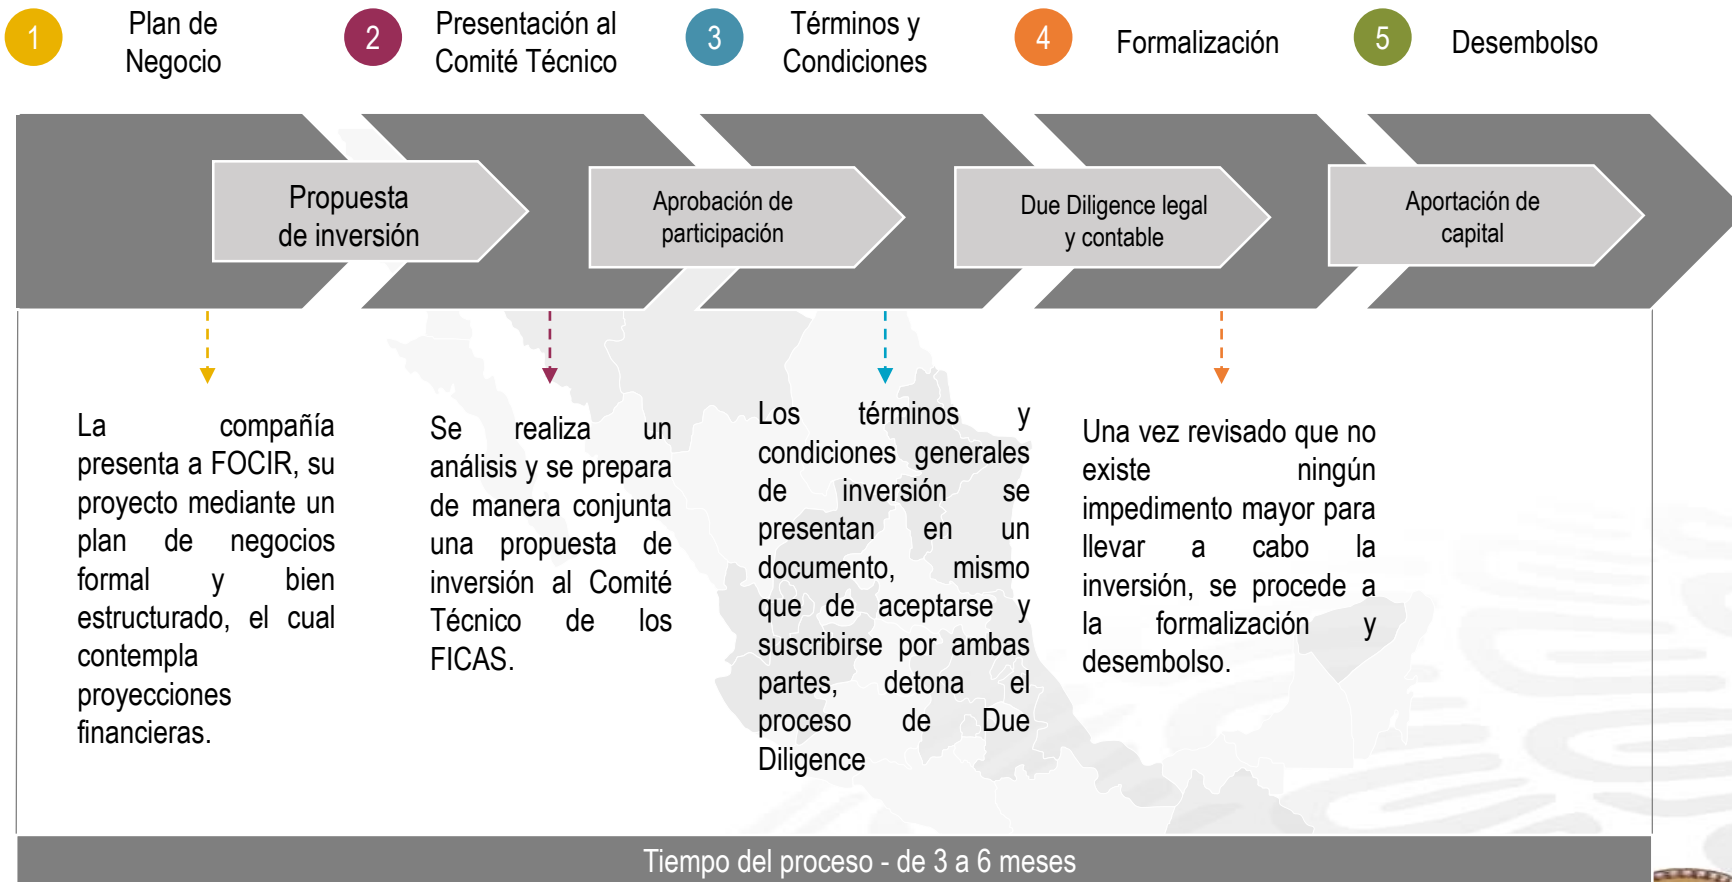 1
Plan de
Negocio
2
Presentación al
Comité Técnico
3
Términos y
Condiciones
4
Formalización
5
Desembolso
Propuesta
de inversión
Aprobación de
participación
Due Diligence legal
y contable
Aportación de
capital
La compañía
presenta a FOCIR, su
proyecto mediante un
plan de negocios
formal y bien
estructurado, el cual
contempla
proyecciones
financieras.
Se realiza un
análisis y se prepara
de manera conjunta
una propuesta de
inversión al Comité
Técnico de los
FICAS.
Los términos y
condiciones generales
de inversión se
presentan en un
documento, mismo
que de aceptarse y
suscribirse por ambas
partes, detona el
proceso de Due
Diligence
Una vez revisado que no
existe ningún
impedimento mayor para
llevar a cabo la
inversión, se procede a
la formalización y
desembolso.
Tiempo del proceso - de 3 a 6 meses